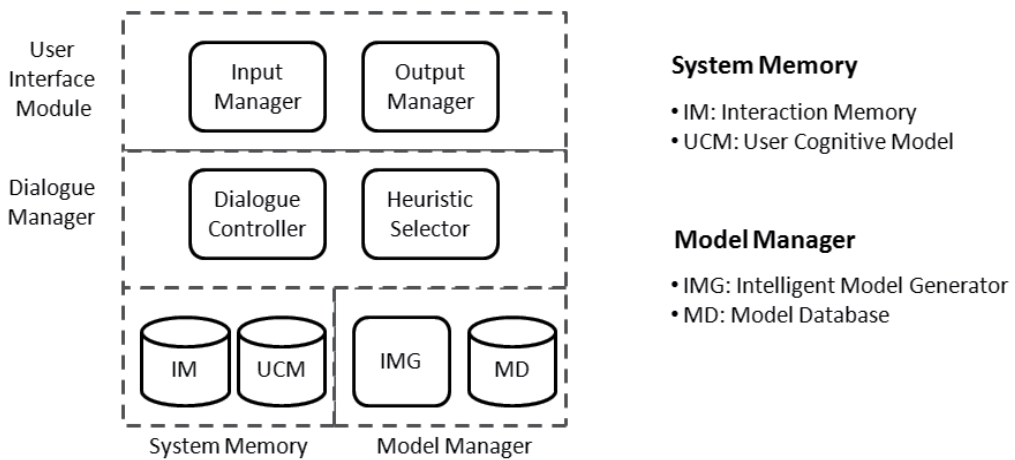 User
Interface
Module
Input
Manager
Output
Manager
Dialogue
Manager
Dialogue
Controller
Heuristic
Selector
IM
UCM
IMG
MD
System Memory
Model Manager
System Memory
• IM: Interaction Memory
• UCM: User Cognitive Model
Model Manager
• IMG: Intelligent Model Generator
• MD: Model Database